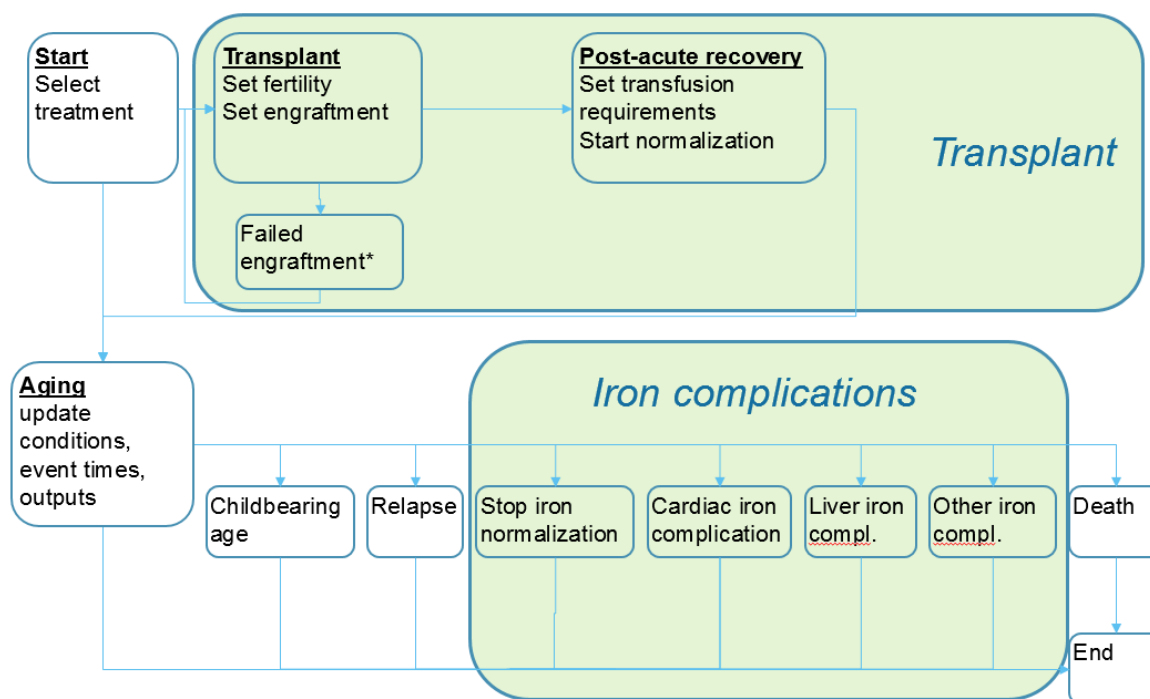 Start
Select
treatment
Transplant
Set fertility
Set engraftment
Post-acute recovery
Set transfusion
requirements
Start normalization
Transplant
Failed
engraftment*
Aging
update
conditions,
event times,
outputs
Iron complications
Childbearing
age
Relapse
Stop iron
normalization
Cardiac iron
complication
Liver iron
compl.
Other iron
compl.
Death
End